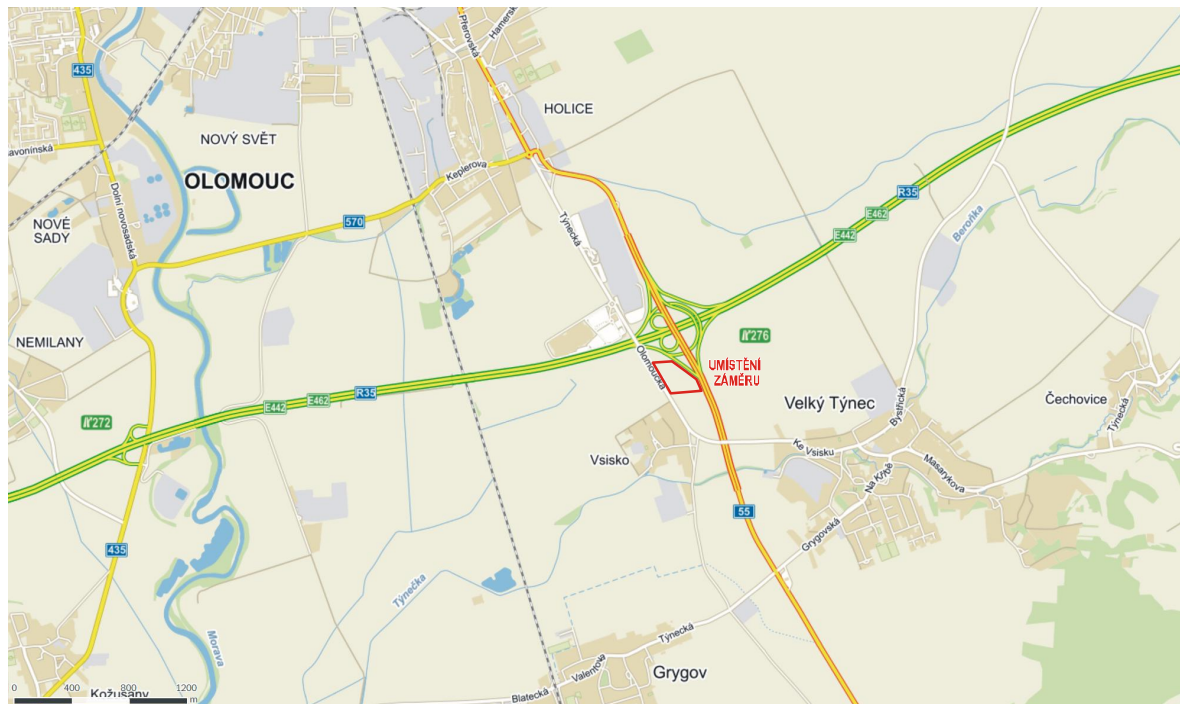 Přerovská
Hamerská
435
HOLICE
NOVÝ SVĚT
avonínská
Keplerova
OLOMOUC
R35
E462
E442
Dolní novosadská
NOVÉ
SADY
570
Týnecká
Beroňka
276
NEMILANY
UMÍSTĚNÍ
ZÁMĚRU
Olomoucká
R35
E462
E442
Velký Týnec
Čechovice
Bystřická
Týnecká
272
Ke Vsisku
Vsisko
Masarykova
Na Křibě
55
Grygovská
435
Týnečka
Morava
Týnecká
Valentova
Grygov
Blatecká
Kožušany
0 400 800 1200
m